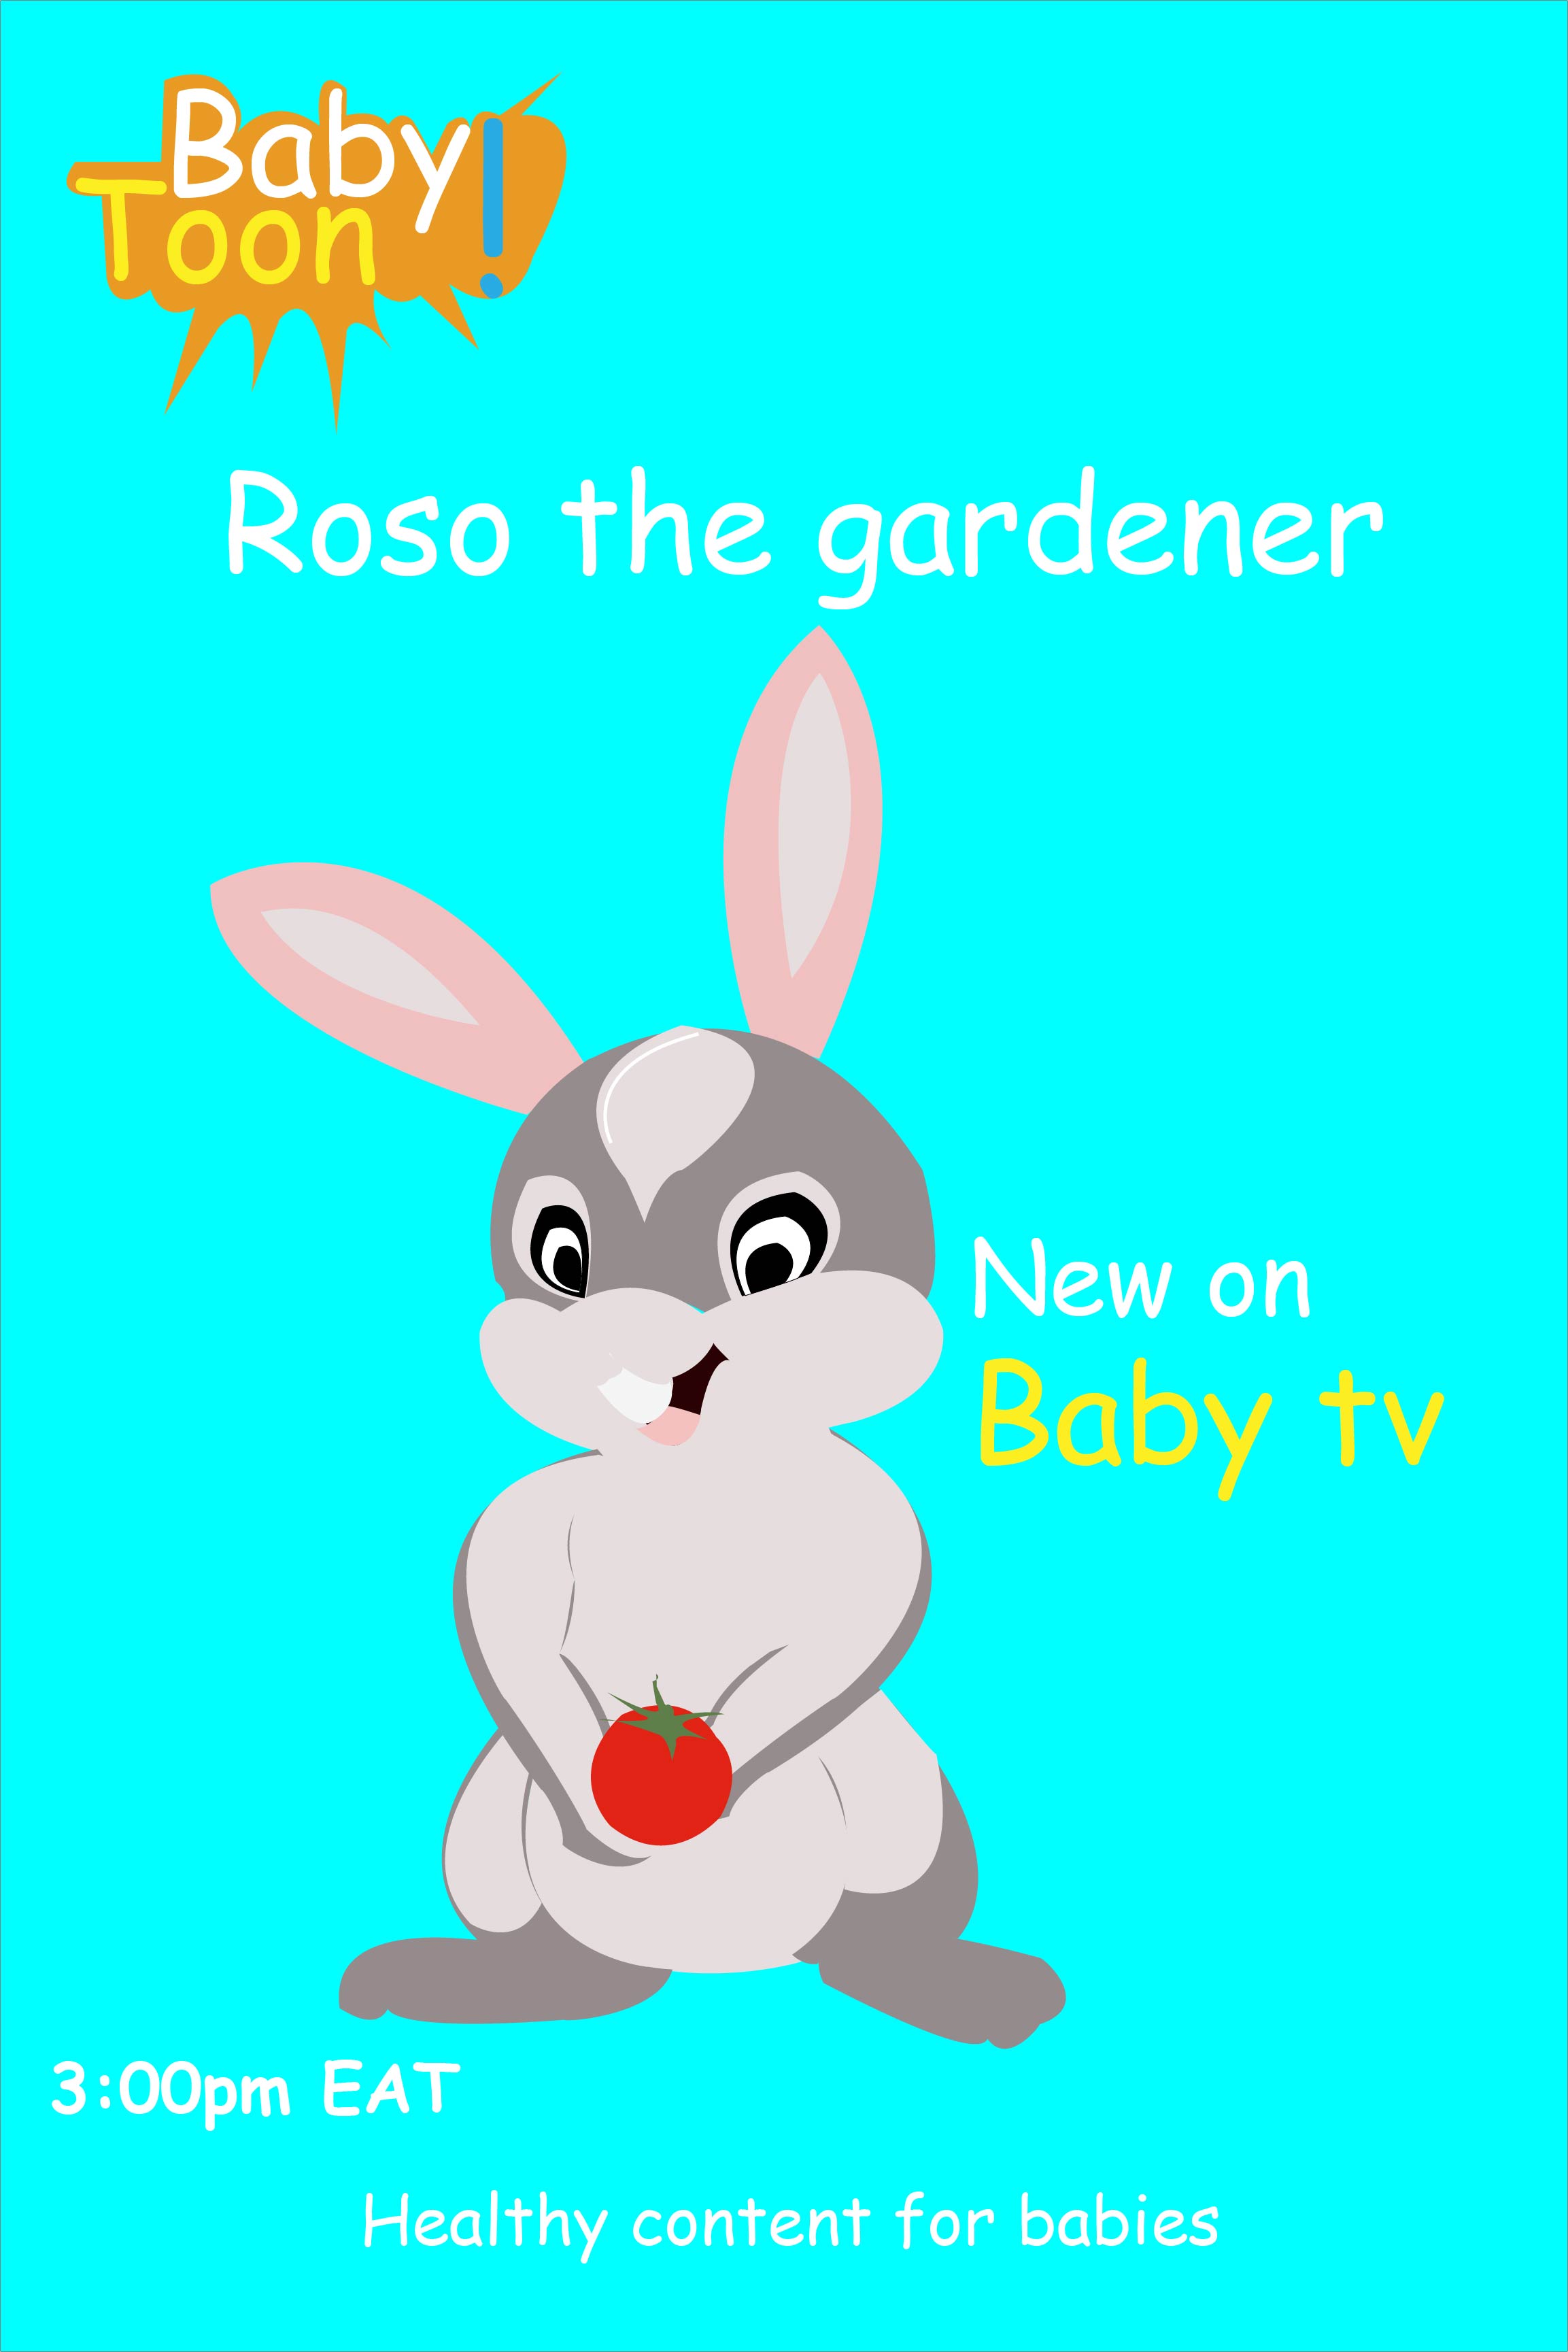 Baby!
Toon
Roso the gardener
New on
Baby tv
3:00pm EAT
Healthy content for babies